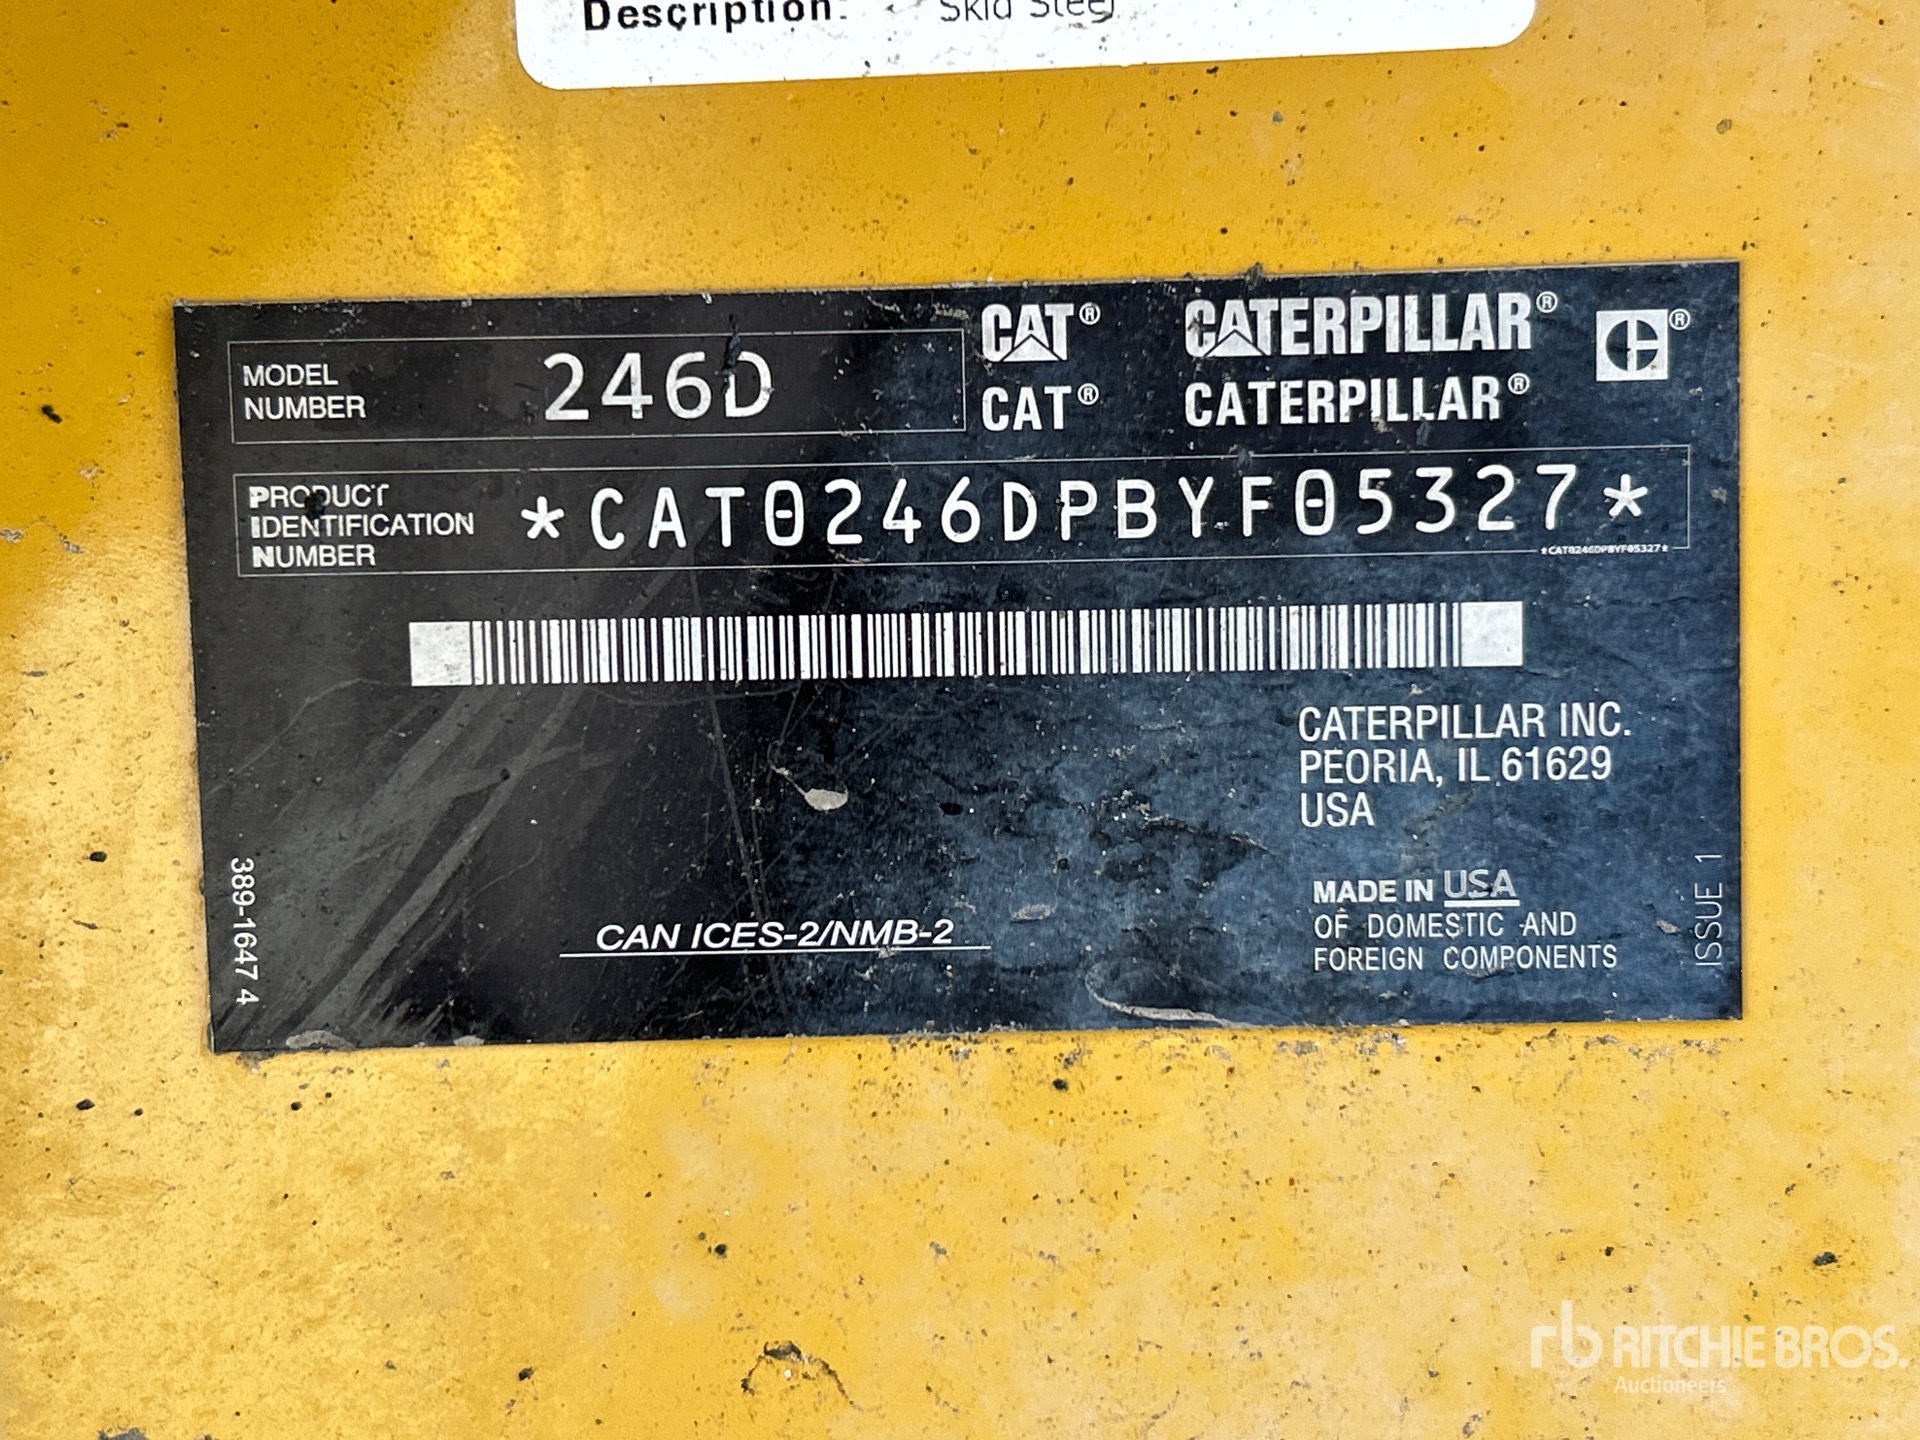 Description: Skid Steer
MODEL NUMBER 246D
CAT® CATERPILLAR® ®
CAT® CATERPILLAR®
PRODUCT IDENTIFICATION NUMBER *CAT0246DPBYF05327*
*CAT0246DPBYF05327*
CATERPILLAR INC.
PEORIA, IL 61629
USA
389-1647 4
CAN ICES-2/NMB-2
MADE IN USA
OF DOMESTIC AND
FOREIGN COMPONENTS
ISSUE 1
rb RITCHIE BROS.
Auctioneers